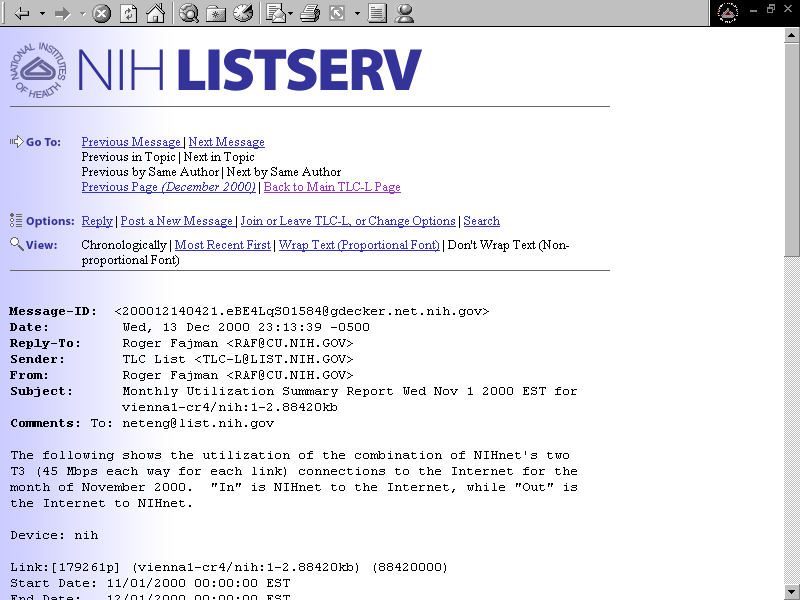 NATIONAL INSTITUTES OF HEALTH
NIH LISTSERV
Go To: Previous Message | Next Message
Previous in Topic | Next in Topic
Previous by Same Author | Next by Same Author
Previous Page (December 2000) | Back to Main TLC-L Page
Options: Reply | Post a New Message | Join or Leave TLC-L, or Change Options | Search
View: Chronologically | Most Recent First | Wrap Text (Proportional Font) | Don't Wrap Text (Non-
proportional Font)
Message-ID: <200012140421.eBE4LqS01584@gdecker.net.nih.gov>
Date: Wed, 13 Dec 2000 23:13:39 -0500
Reply-To: Roger Fajman <RAF@CU.NIH.GOV>
Sender: TLC List <TLC-L@LIST.NIH.GOV>
From: Roger Fajman <RAF@CU.NIH.GOV>
Subject: Monthly Utilization Summary Report Wed Nov 1 2000 EST for
vienna1-cr4/nih:1-2.88420kb
Comments: To: neteng@list.nih.gov
The following shows the utilization of the combination of NIHnet's two
T3 (45 Mbps each way for each link) connections to the Internet for the
month of November 2000. "In" is NIHnet to the Internet, while "Out" is
the Internet to NIHnet.
Device: nih
Link:[179261p] (vienna1-cr4/nih:1-2.88420kb) (88420000)
Start Date: 11/01/2000 00:00:00 EST
End Date: 12/01/2000 00:00:00 EST